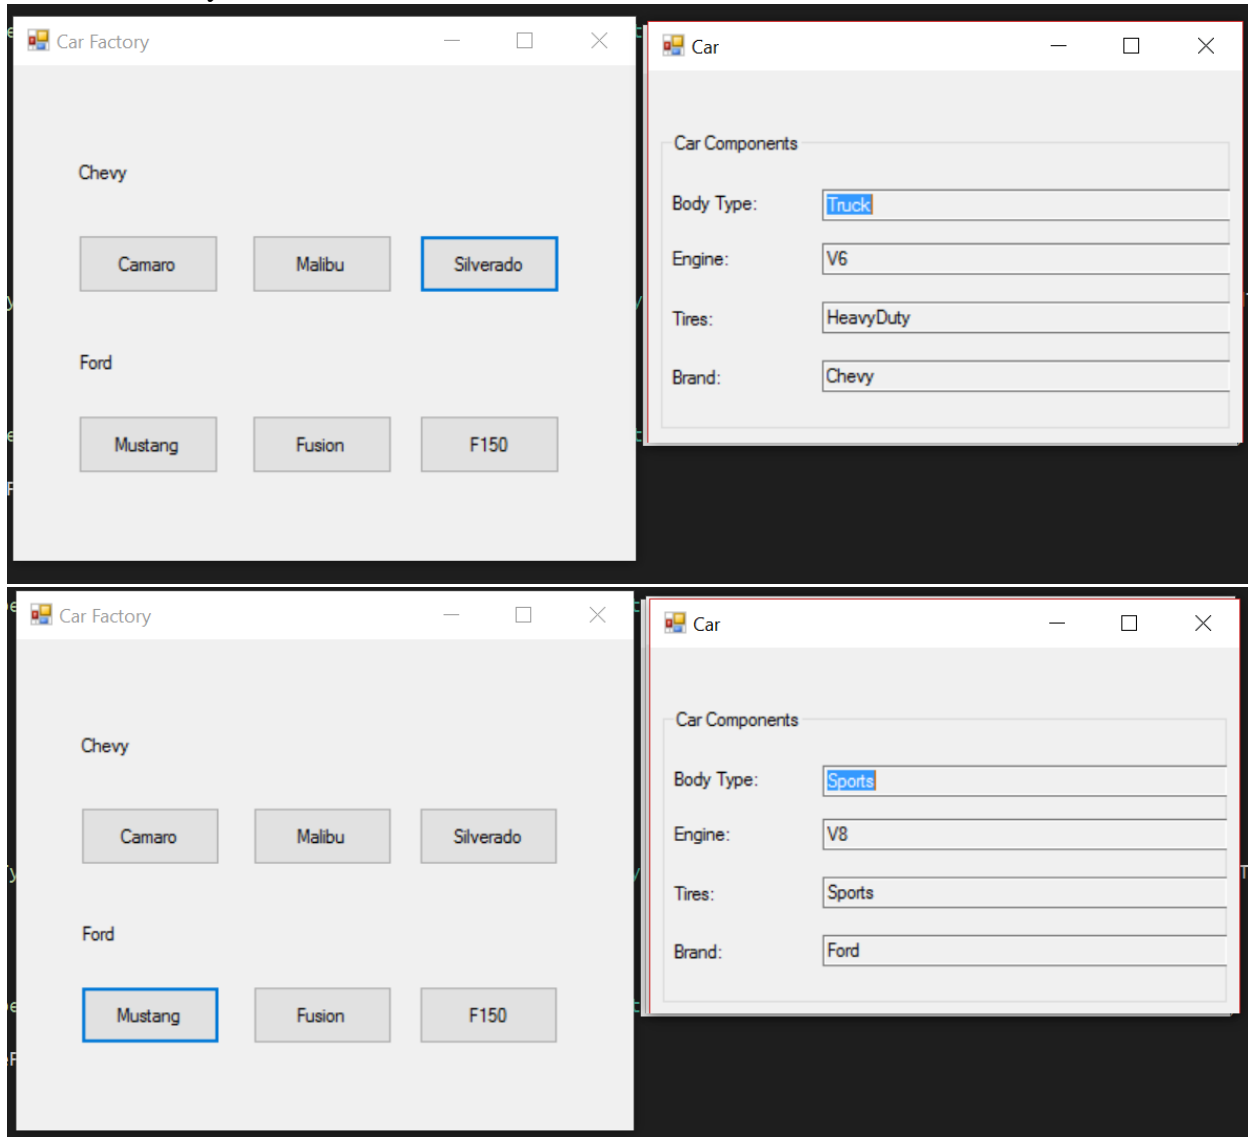 Car Factory
Chevy
Camaro Malibu Silverado
Ford
Mustang Fusion F150
Car
Car Components
Body Type: Truck
Engine: V6
Tires: HeavyDuty
Brand: Chevy
Car Factory
Chevy
Camaro Malibu Silverado
Ford
Mustang Fusion F150
Car
Car Components
Body Type: Sports
Engine: V8
Tires: Sports
Brand: Ford